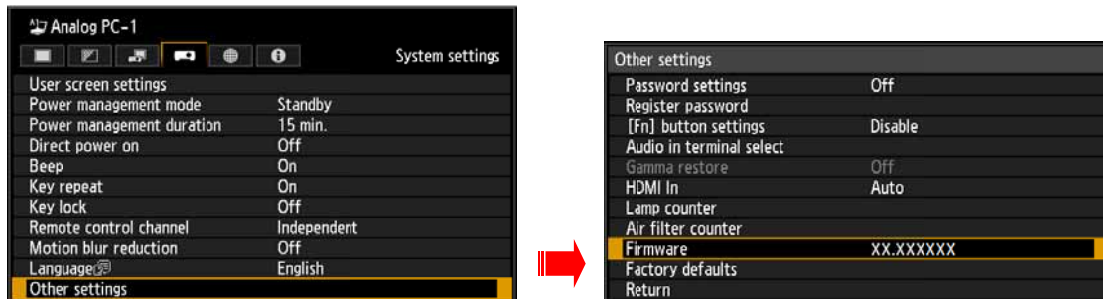 Analog PC-1
System settings
User screen settings
Power management mode Standby
Power management duration 15 min.
Direct power on Off
Beep On
Key repeat On
Key lock Off
Remote control channel Independent
Motion blur reduction Off
Language English
Other settings
Other settings
Password settings Off
Register password
[Fn] button settings Disable
Audio in terminal select
Gamma restore Off
HDMI In Auto
Lamp counter
Air filter counter
Firmware XX.XXXXXX
Factory defaults
Return